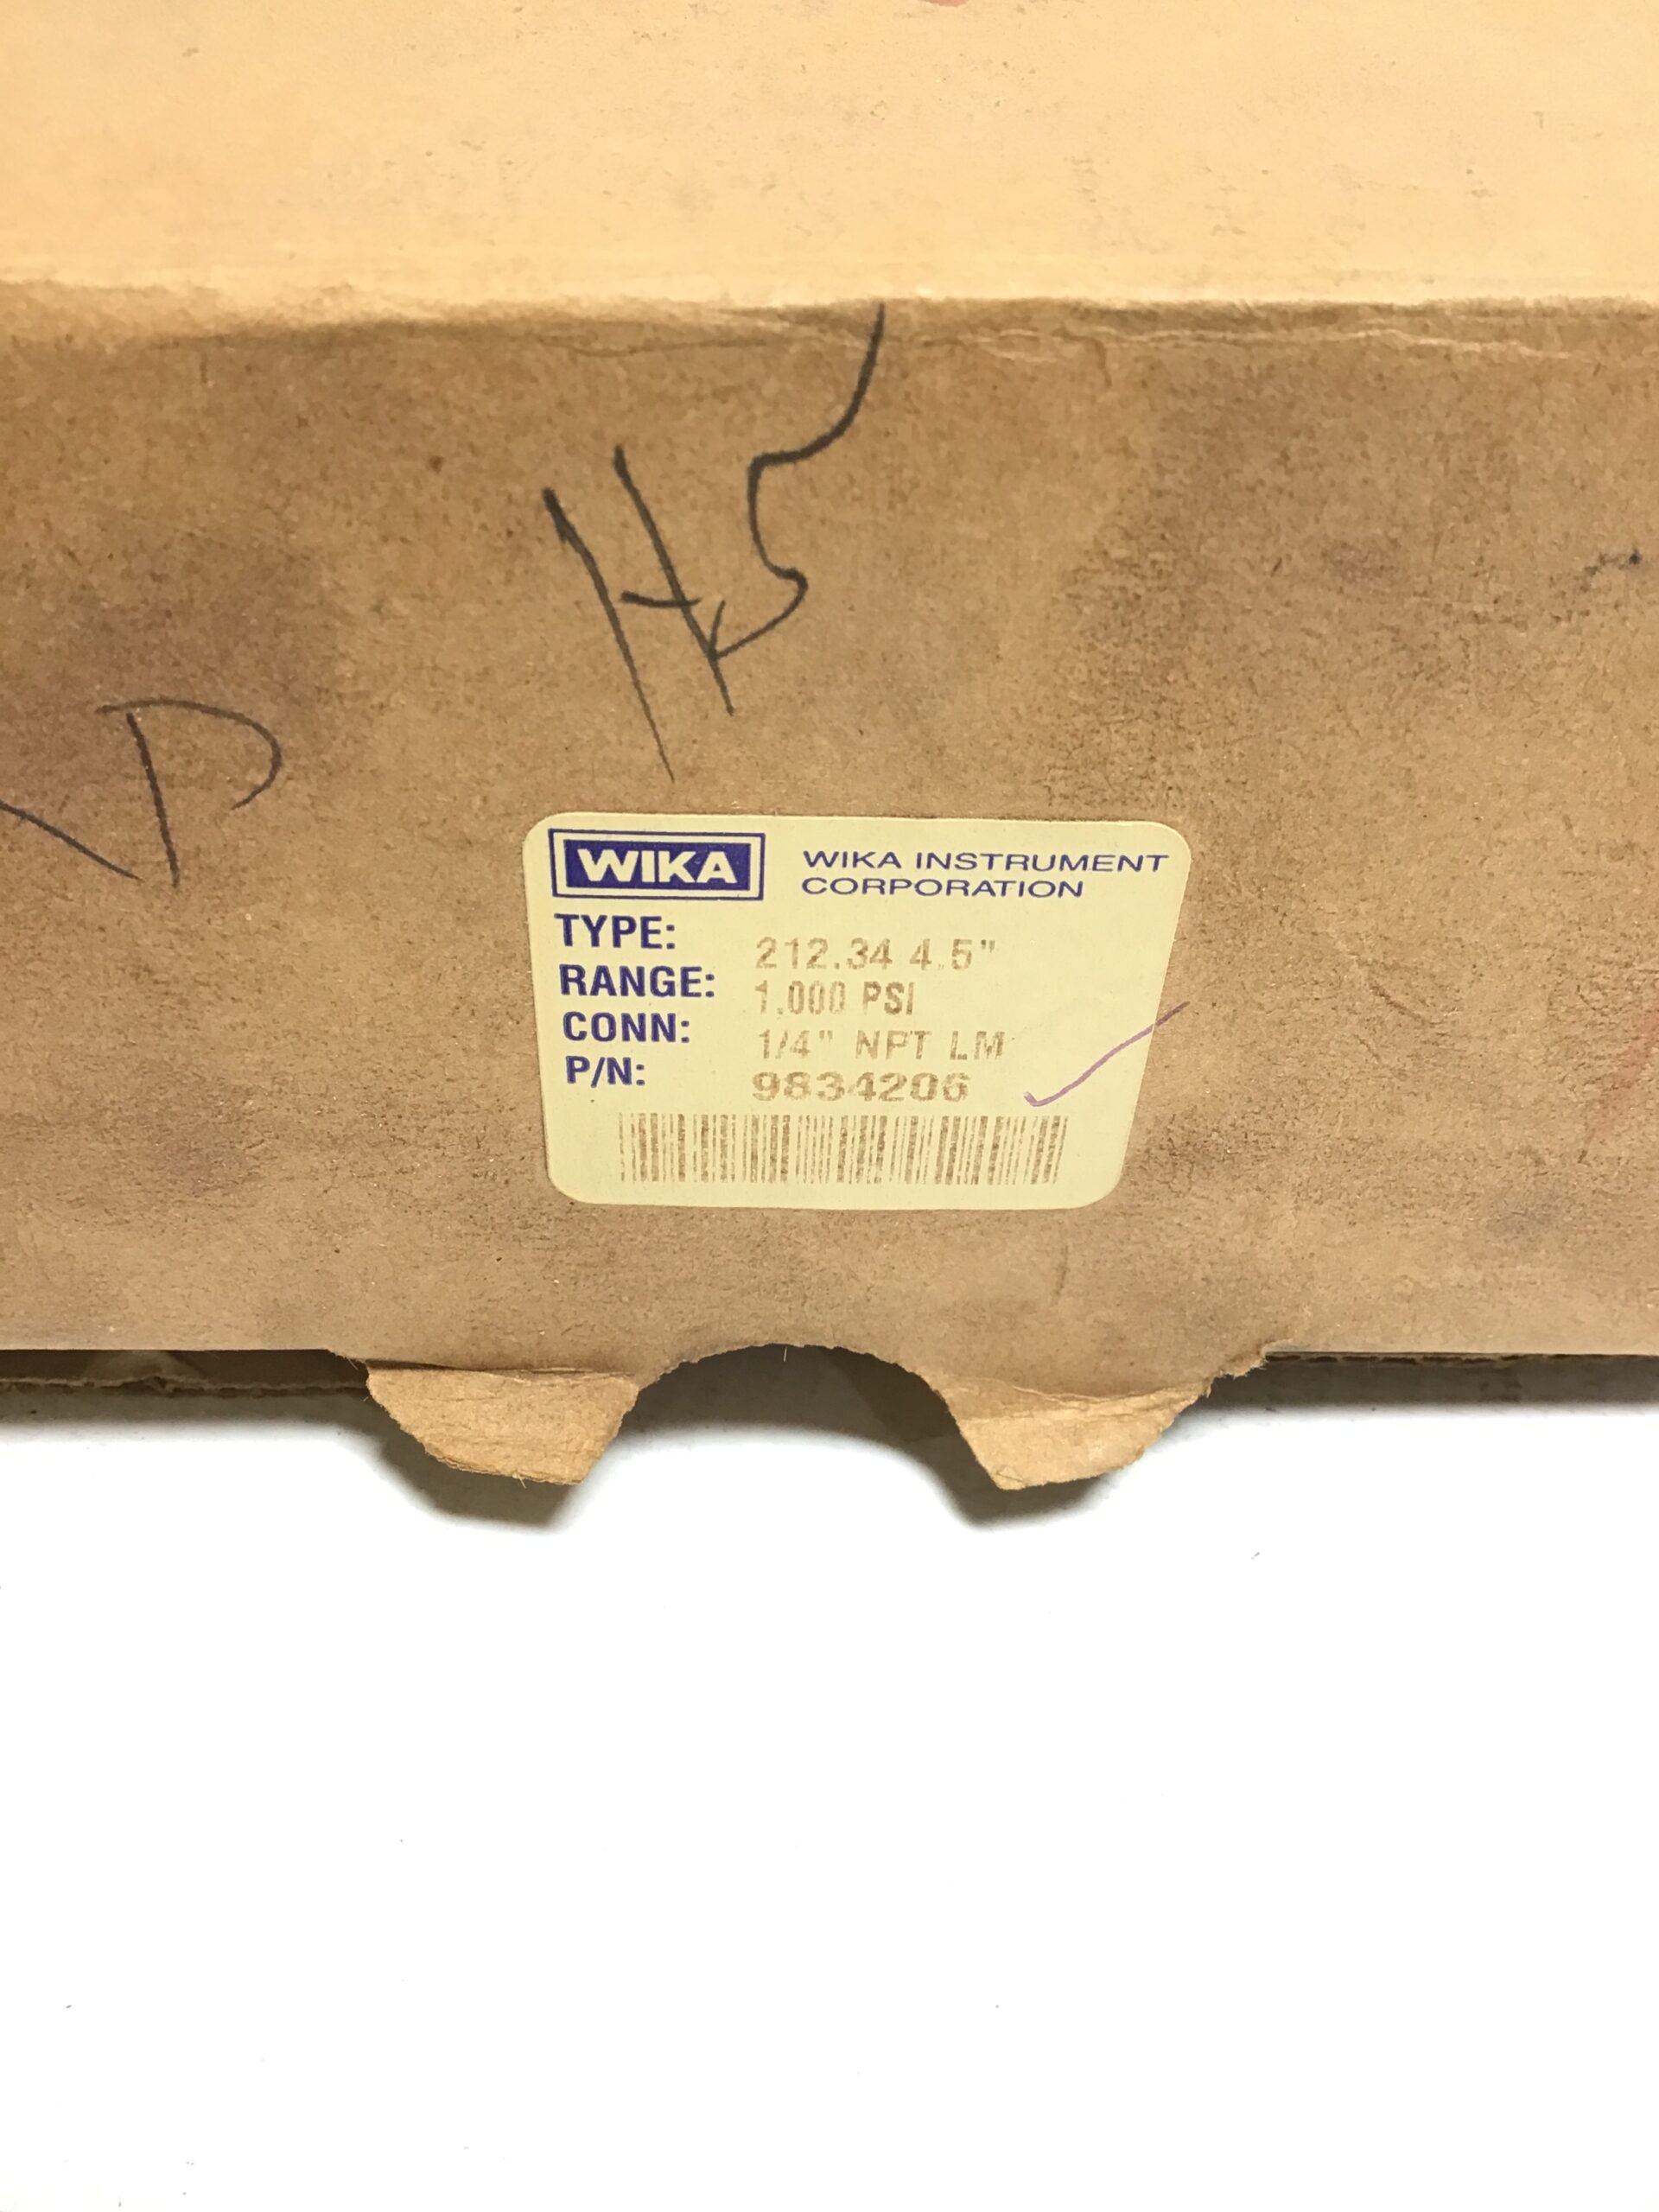 H5
D
WIKA
WIKA INSTRUMENT
CORPORATION
TYPE: 212.34 4.5"
RANGE: 1,000 PSI
CONN: 1/4" NPT LM
P/N: 9834206